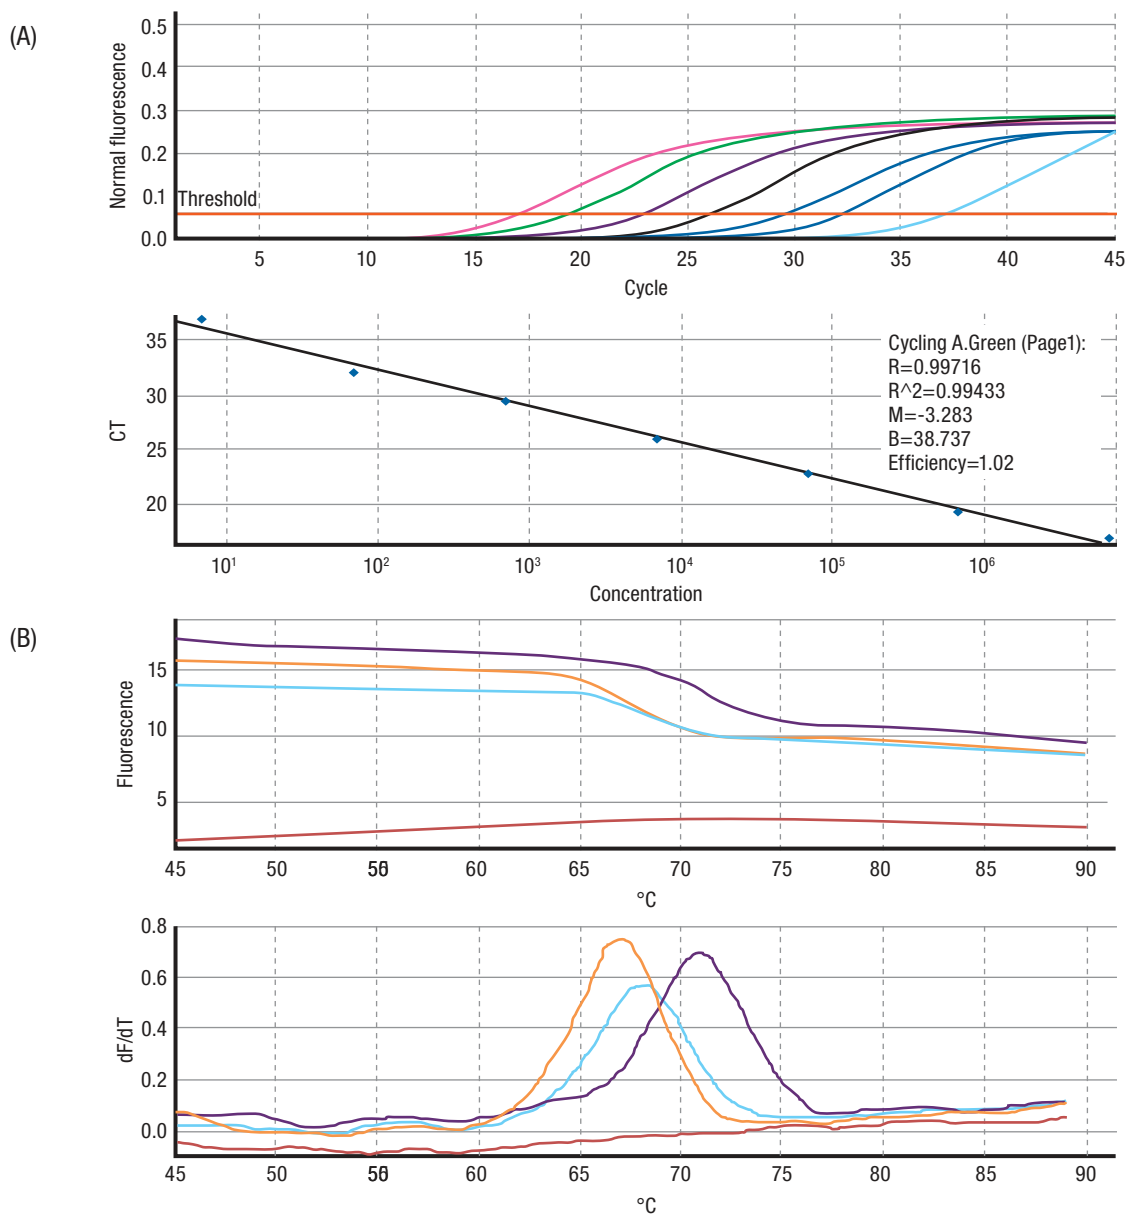 (A)
Normal fluorescence
0.5
0.4
0.3
0.2
0.1
0.0
Threshold
5 10 15 20 25 30 35 40 45
Cycle
CT
35
30
25
20
Cycling A.Green (Page1):
R=0.99716
R^2=0.99433
M=-3.283
B=38.737
Efficiency=1.02
10¹ 10² 10³ 10⁴ 10⁵ 10⁶
Concentration
(B)
Fluorescence
15
10
5
45 50 55 60 65 70 75 80 85 90
°C
dF/dT
0.8
0.6
0.4
0.2
0.0
45 50 55 60 65 70 75 80 85 90
°C